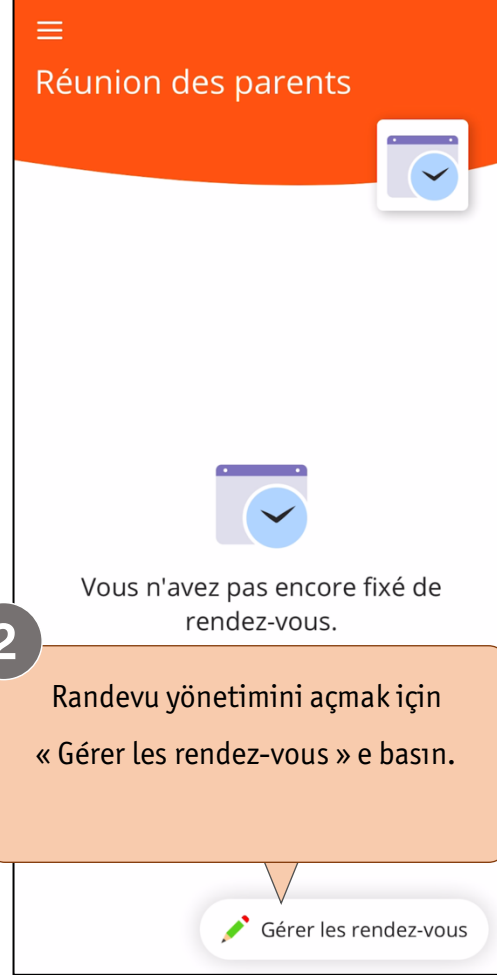 Réunion des parents
Vous n'avez pas encore fixé de
rendez-vous.
2
Randevu yönetimini açmak için
« Gérer les rendez-vous » e basın.
Gérer les rendez-vous